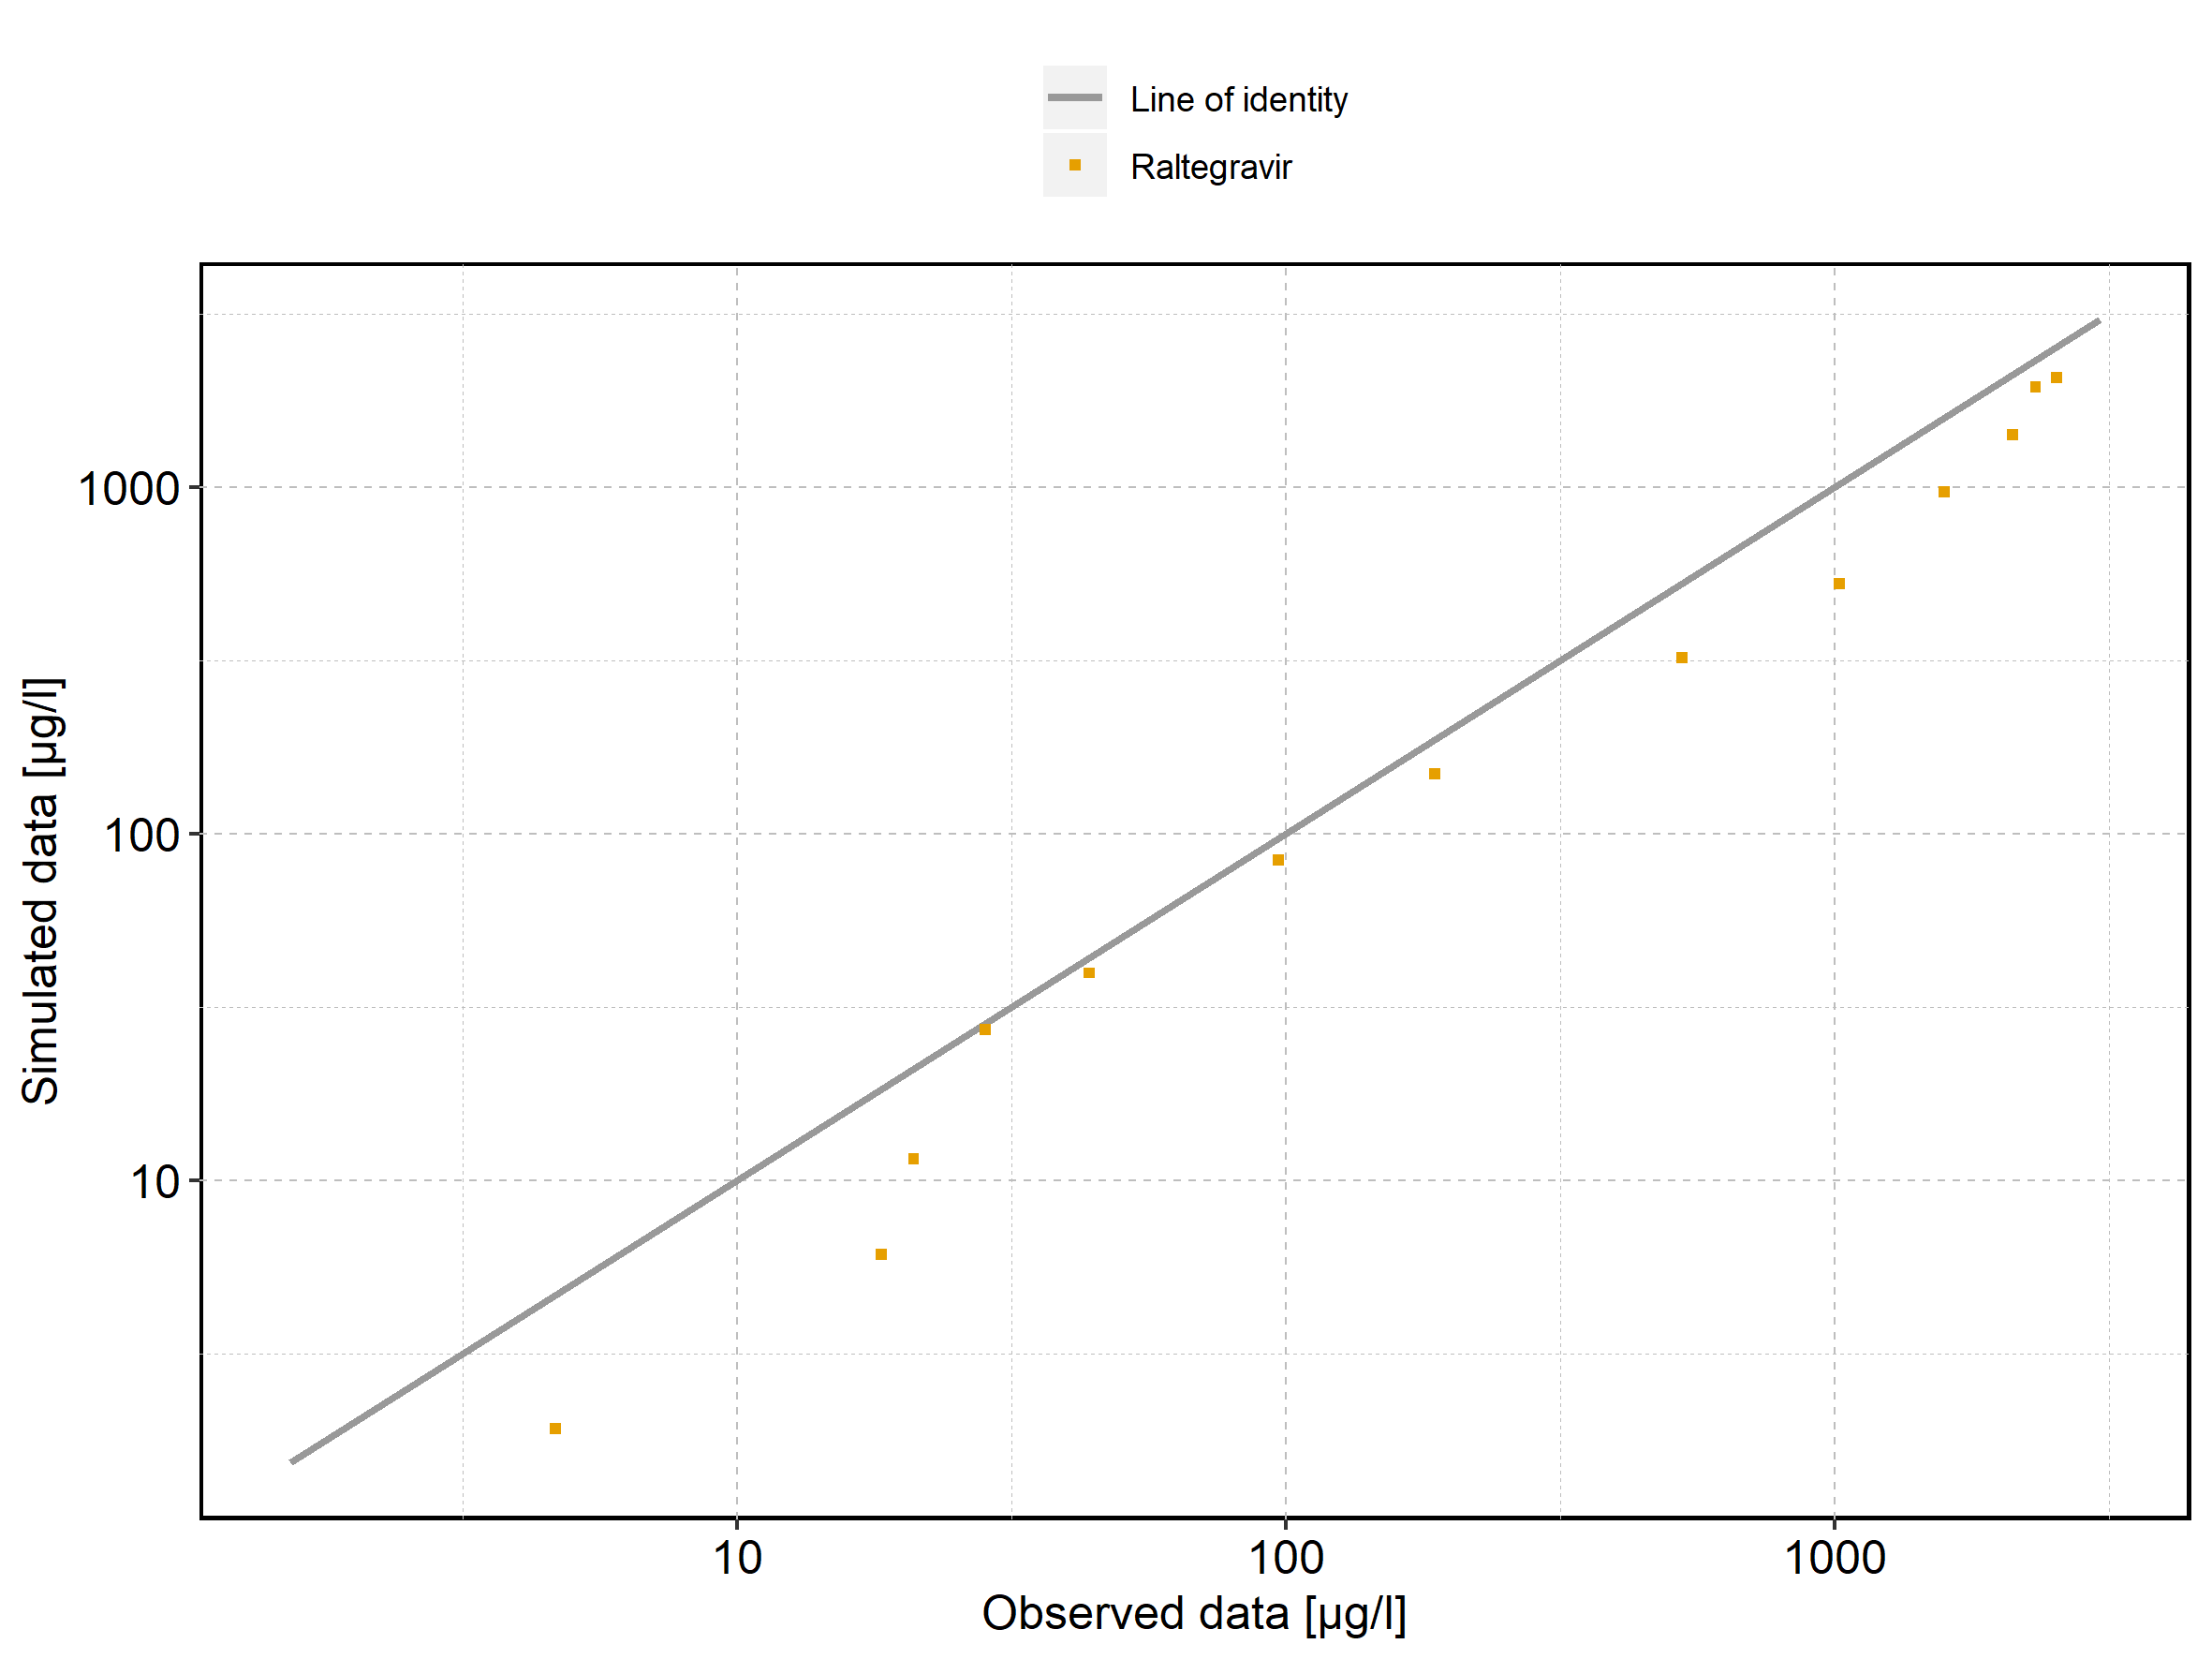 Line of identity
Raltegravir
1000
100
10
Simulated data [µg/l]
10 100 1000
Observed data [µg/l]